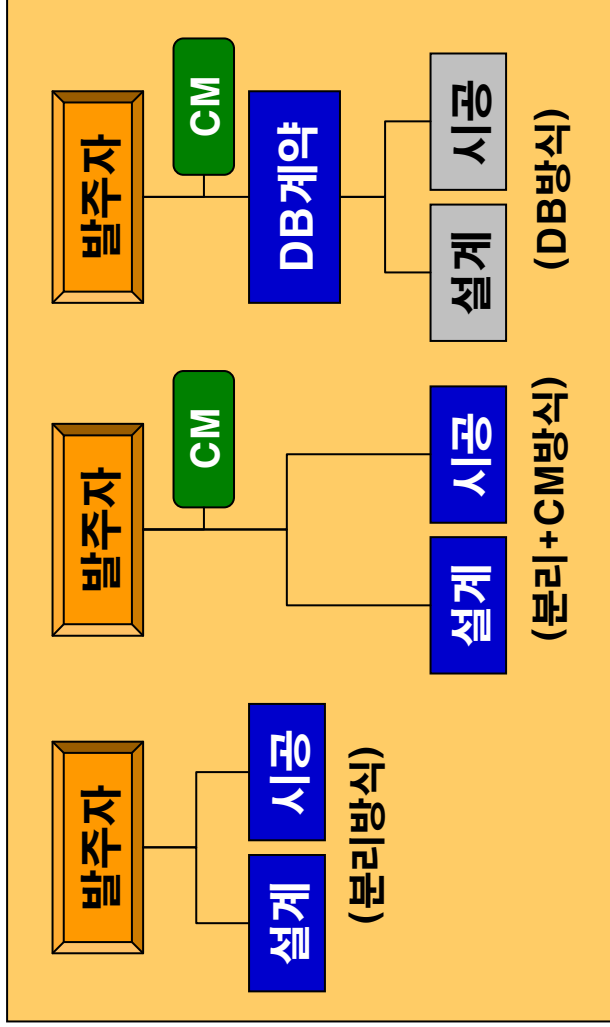 발주자
설계
시공
(분리방식)
발주자
CM
설계
시공
(분리+CM방식)
발주자
CM
DB계약
설계
시공
(DB방식)